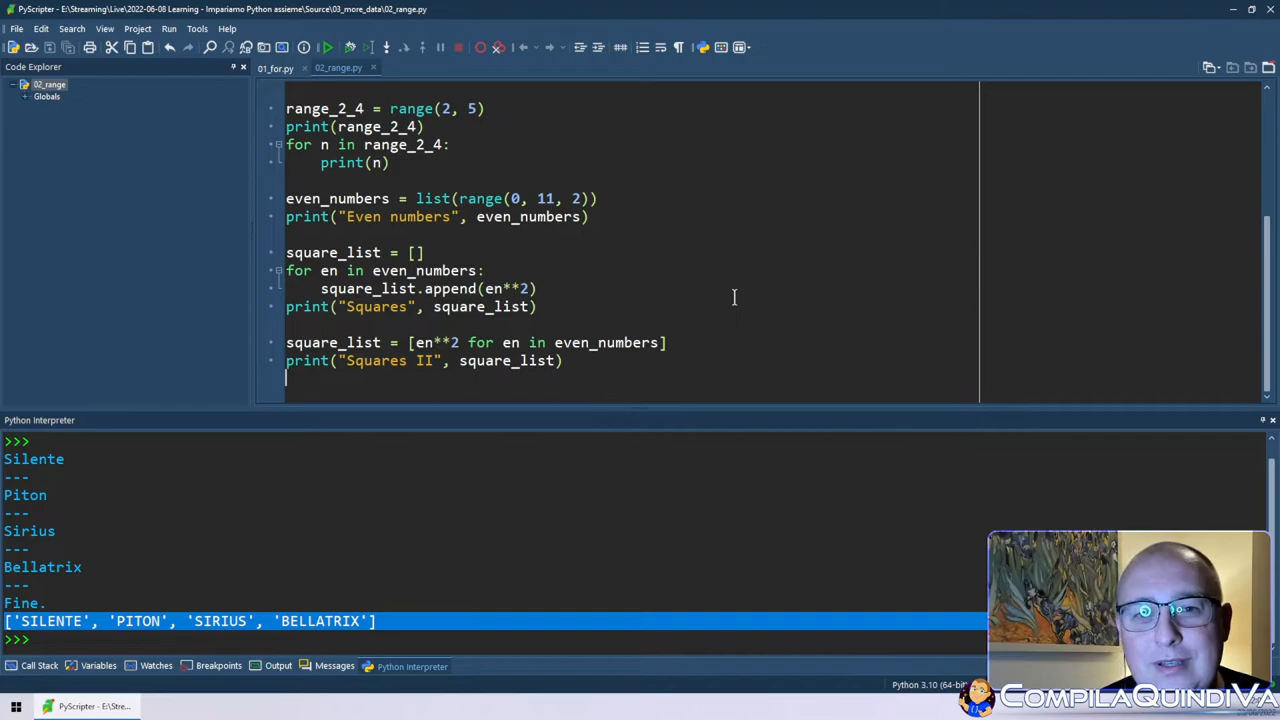 PyScripter - E:\Streaming\Live\2022-06-08 Learning - Impariamo Python assieme\Source\03_more_data\02_range.py
File Edit Search View Project Run Tools Help
Code Explorer
01_for.py
02_range.py
02_range
Globals
range_2_4 = range(2, 5)
print(range_2_4)
for n in range_2_4:
print(n)
even_numbers = list(range(0, 11, 2))
print("Even numbers", even_numbers)
square_list = []
for en in even_numbers:
square_list.append(en**2)
print("Squares", square_list)
square_list = [en**2 for en in even_numbers]
print("Squares II", square_list)
Python Interpreter
>>>
Silente
---
Piton
---
Sirius
---
Bellatrix
---
Fine.
['SILENTE', 'PITON', 'SIRIUS', 'BELLATRIX']
>>>
Call Stack Variables Watches Breakpoints Output Messages Python Interpreter
Python 3.10 (64-bit)
CompilaQuindiVa
PyScripter - E:\Stre...